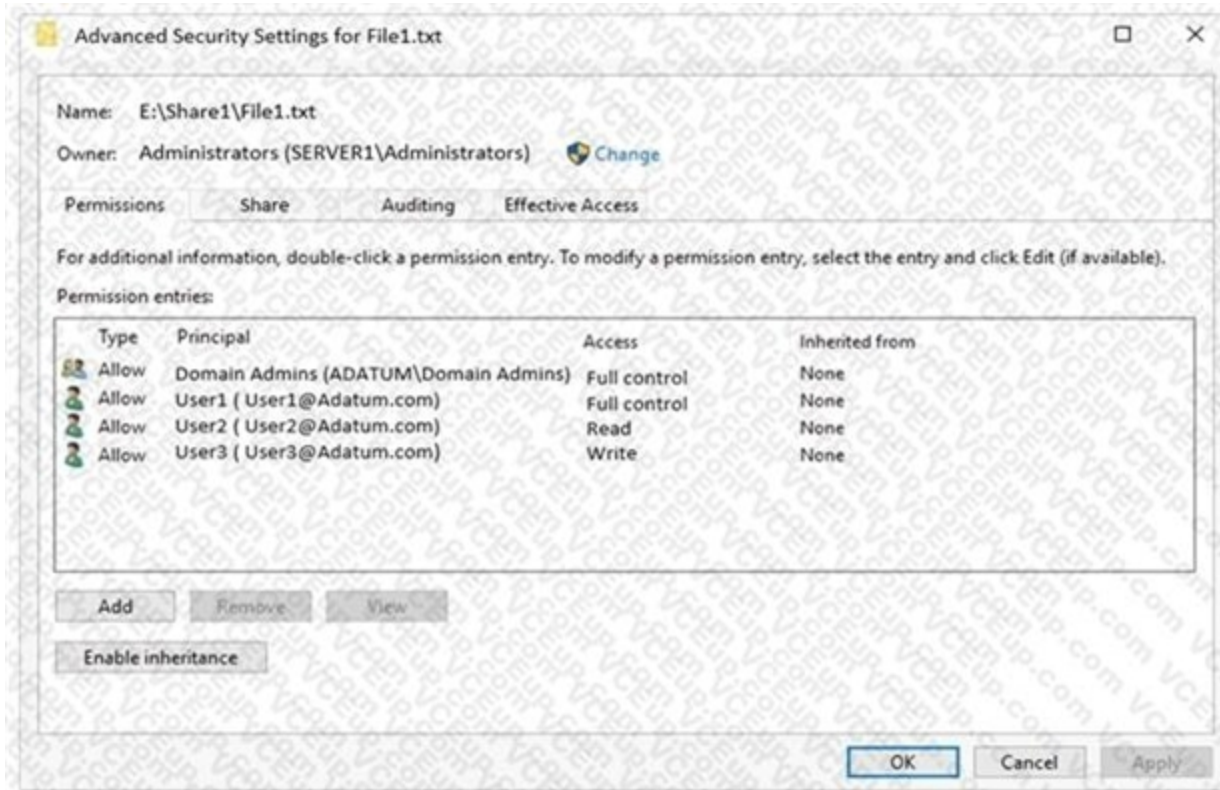 Advanced Security Settings for File1.txt
Name: E:\Share1\File1.txt
Owner: Administrators (SERVER1\Administrators) Change
Permissions Share Auditing Effective Access
For additional information, double-click a permission entry. To modify a permission entry, select the entry and click Edit (if available).
Permission entries:
Type Principal Access Inherited from
Allow Domain Admins (ADATUM\Domain Admins) Full control None
Allow User1 ( User1@Adatum.com) Full control None
Allow User2 ( User2@Adatum.com) Read None
Allow User3 ( User3@Adatum.com) Write None
Add Remove View
Enable inheritance
OK Cancel Apply